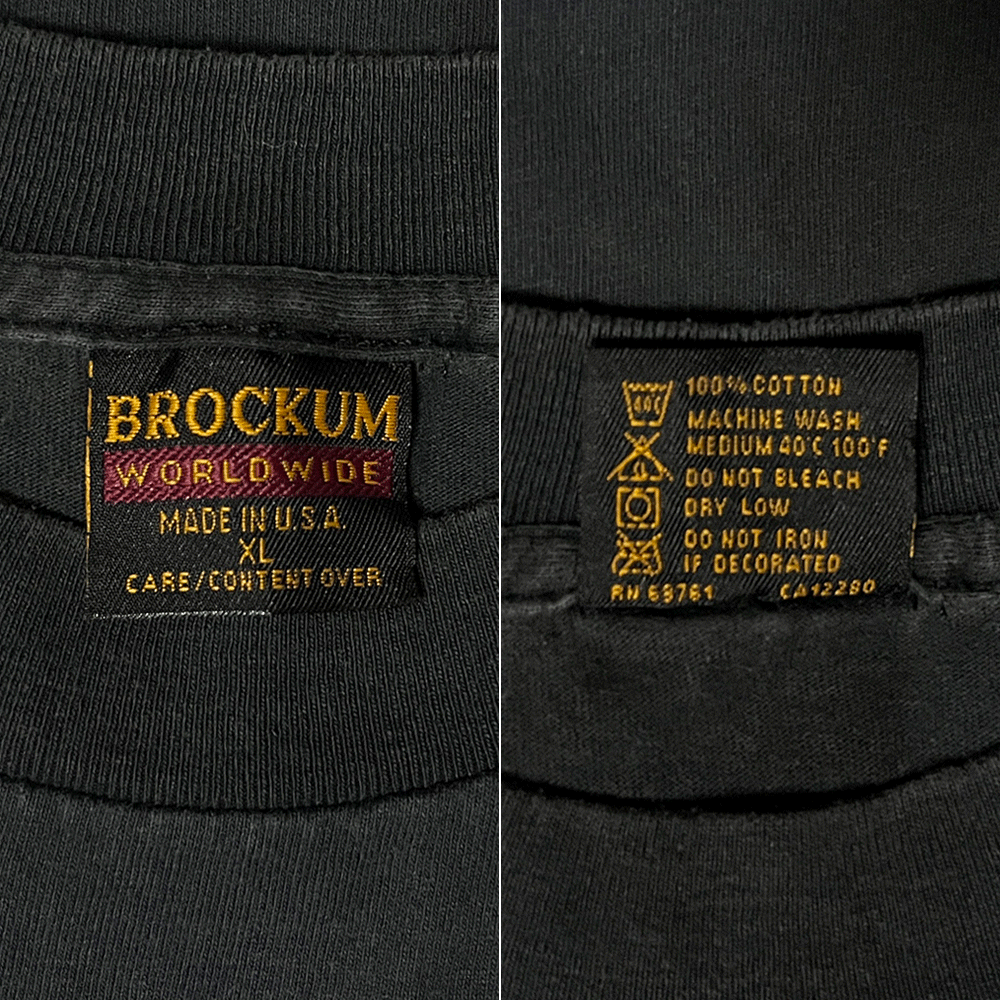 BROCKUM
WORLDWIDE
MADE IN U.S.A.
XL
CARE/CONTENT OVER
40°C
100% COTTON
MACHINE WASH
MEDIUM 40°C 100°F
DO NOT BLEACH
DRY LOW
DO NOT IRON
IF DECORATED
RN 69761 CA12280